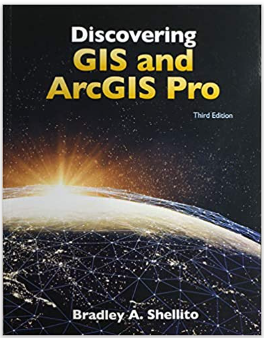 Discovering
GIS and
ArcGIS Pro
Third Edition
Bradley A. Shellito